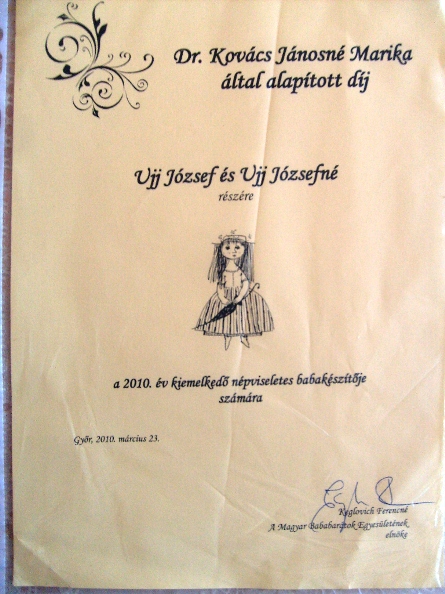 Dr. Kovács Jánosné Marika
által alapított díj
Ujj József és Ujj Józsefné
részére
a 2010. év kiemelkedő népviseletes babakészítője
számára
Győr, 2010. március 23.
Keglovich Ferencné
A Magyar Bababarátok Egyesületének
elnöke